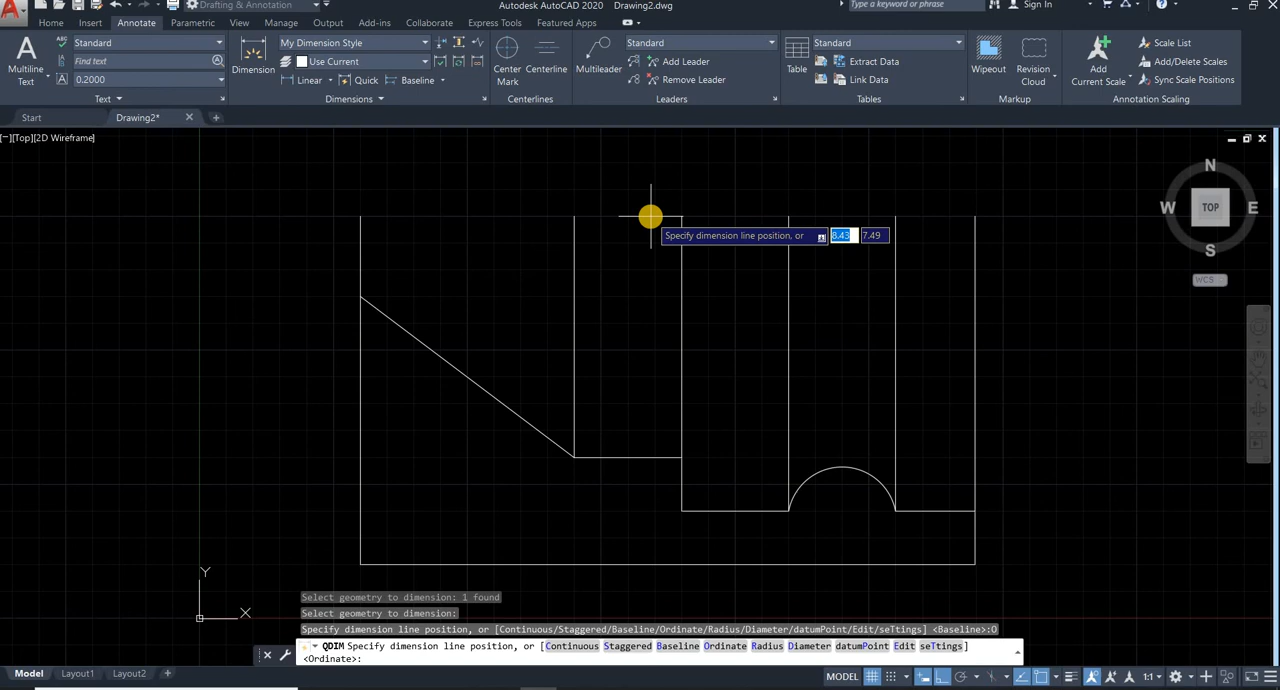 Drafting & Annotation
Autodesk AutoCAD 2020 Drawing2.dwg
Type a keyword or phrase
Sign In
Home Insert Annotate Parametric View Manage Output Add-ins Collaborate Express Tools Featured Apps
A
Multiline
Text
Standard
Find text
0.2000
Text
Dimension
My Dimension Style
Use Current
Linear Quick Baseline
Dimensions
Center
Mark
Centerline
Centerlines
Multileader
Standard
Add Leader
Remove Leader
Leaders
Table
Standard
Extract Data
Link Data
Tables
Wipeout
Revision
Cloud
Markup
Add
Current Scale
Scale List
Add/Delete Scales
Sync Scale Positions
Annotation Scaling
Start Drawing2*
[−][Top][2D Wireframe]
N
W TOP E
S
WCS
Specify dimension line position, or 8.43 7.49
Y
X
Select geometry to dimension: 1 found
Select geometry to dimension:
Specify dimension line position, or [Continuous/Staggered/Baseline/Ordinate/Radius/Diameter/datumPoint/Edit/seTtings] <Baseline>:O
QDIM Specify dimension line position, or [Continuous Staggered Baseline Ordinate Radius Diameter datumPoint Edit seTtings]
<Ordinate>:
Model Layout1 Layout2
MODEL 1:1